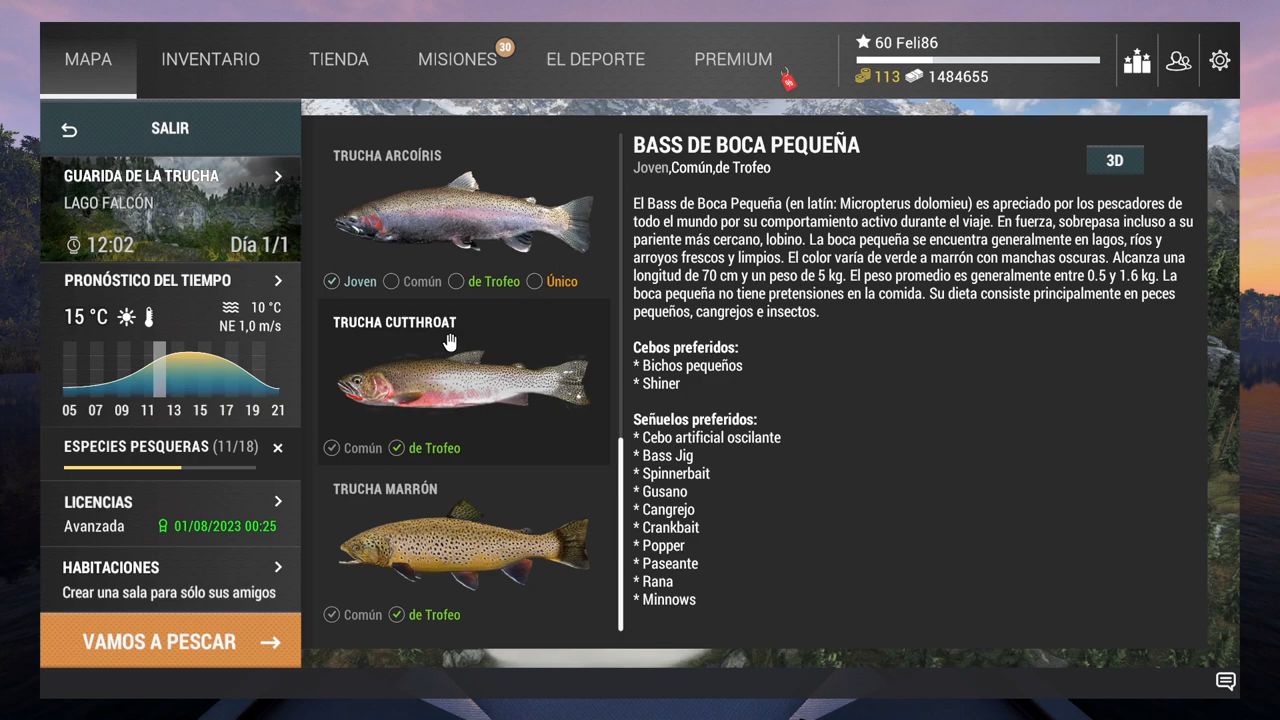 MAPA
INVENTARIO
TIENDA
MISIONES
30
EL DEPORTE
PREMIUM
%
60 Feli86
113 1484655
SALIR
GUARIDA DE LA TRUCHA
LAGO FALCÓN
12:02 Día 1/1
PRONÓSTICO DEL TIEMPO
15 °C
10 °C
NE 1,0 m/s
05 07 09 11 13 15 17 19 21
ESPECIES PESQUERAS (11/18)
LICENCIAS
Avanzada 01/08/2023 00:25
HABITACIONES
Crear una sala para sólo sus amigos
VAMOS A PESCAR
TRUCHA ARCOÍRIS
Joven Común de Trofeo Único
TRUCHA CUTTHROAT
Común de Trofeo
TRUCHA MARRÓN
Común de Trofeo
BASS DE BOCA PEQUEÑA
Joven,Común,de Trofeo
3D
El Bass de Boca Pequeña (en latín: Micropterus dolomieu) es apreciado por los pescadores de
todo el mundo por su comportamiento activo durante el viaje. En fuerza, sobrepasa incluso a su
pariente más cercano, lobino. La boca pequeña se encuentra generalmente en lagos, ríos y
arroyos frescos y limpios. El color varía de verde a marrón con manchas oscuras. Alcanza una
longitud de 70 cm y un peso de 5 kg. El peso promedio es generalmente entre 0.5 y 1.6 kg. La
boca pequeña no tiene pretensiones en la comida. Su dieta consiste principalmente en peces
pequeños, cangrejos e insectos.
Cebos preferidos:
* Bichos pequeños
* Shiner
Señuelos preferidos:
* Cebo artificial oscilante
* Bass Jig
* Spinnerbait
* Gusano
* Cangrejo
* Crankbait
* Popper
* Paseante
* Rana
* Minnows